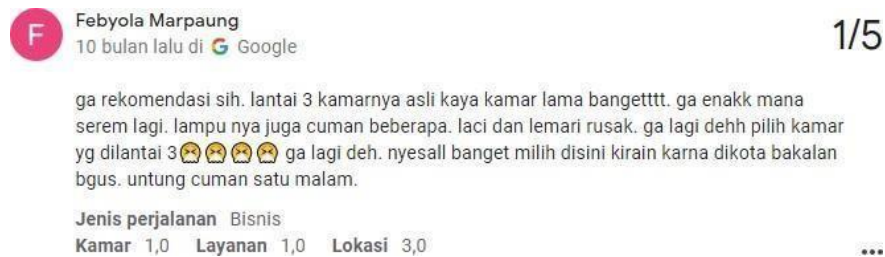 F
Febyola Marpaung
10 bulan lalu di G Google
1/5
ga rekomendasi sih. lantai 3 kamarnya asli kaya kamar lama bangetttt. ga enakk mana
serem lagi. lampu nya juga cuman beberapa. laci dan lemari rusak. ga lagi dehh pilih kamar
yg dilantai 3😷😷😷😷 ga lagi deh. nyesall banget milih disini kirain karna dikota bakalan
bgus. untung cuman satu malam.
Jenis perjalanan Bisnis
Kamar 1,0 Layanan 1,0 Lokasi 3,0